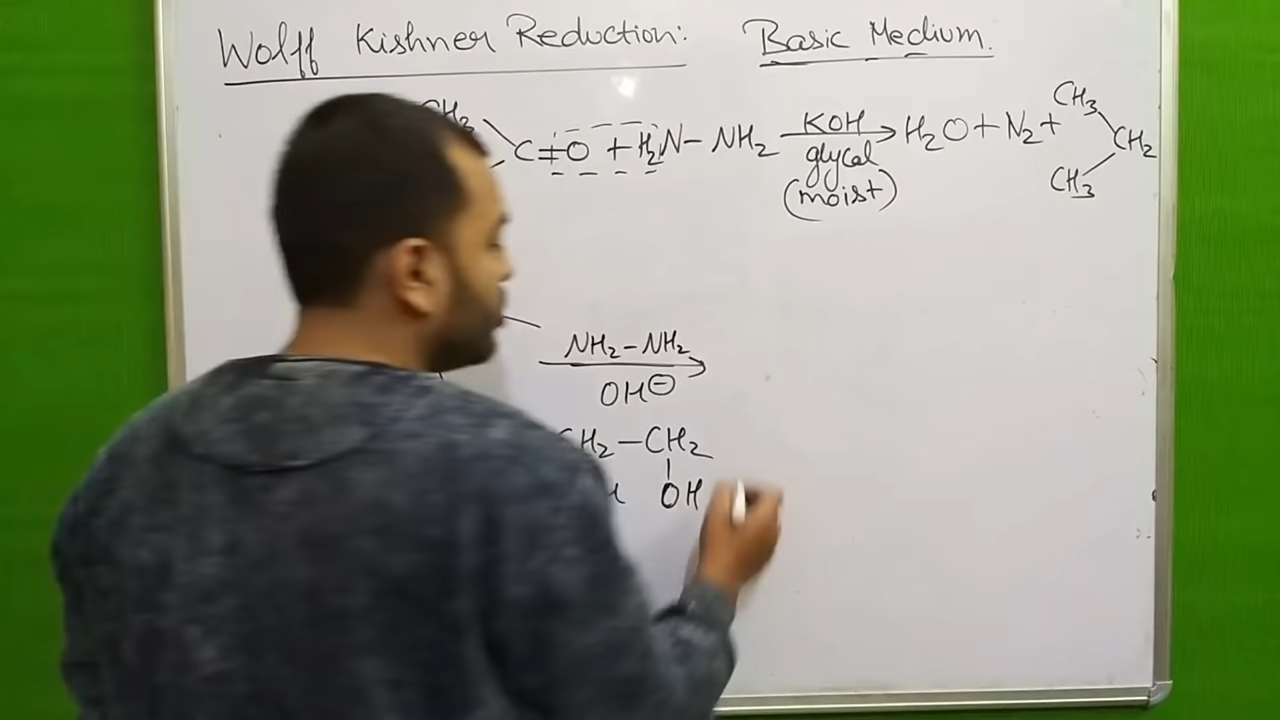 Wolff Kishner Reduction: Basic Medium.
CH3
C=O + H2N-NH2 KOH H2O + N2 + CH3 CH2 CH3
glycol
(moist)
NH2-NH2
OH⊖
CH2-CH2
OH